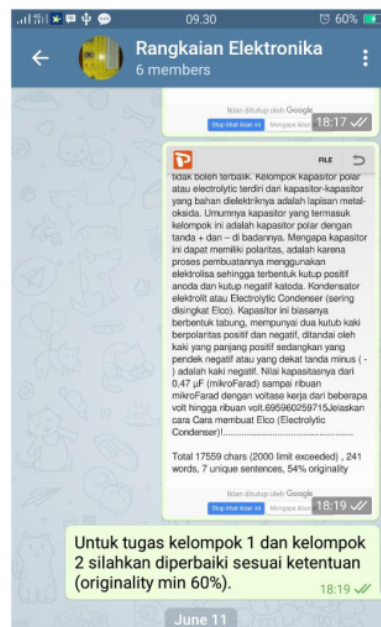 09.30
60%
Rangkaian Elektronika
6 members
Iklan ditutup oleh Google
Stop lihat iklan ini
18:17
FILE
tidak boleh terbalik. Kelompok kapasitor polar
atau electrolytic terdiri dari kapasitor-kapasitor
yang bahan dielektriknya adalah lapisan metal-
oksida. Umumnya kapasitor yang termasuk
kelompok ini adalah kapasitor polar dengan
tanda + dan – di badannya. Mengapa kapasitor
ini dapat memiliki polaritas, adalah karena
proses pembuatannya menggunakan
elektrolisa sehingga terbentuk kutup positif
anoda dan kutup negatif katoda. Kondensator
elektrolit atau Electrolytic Condenser (sering
disingkat Elco). Kapasitor ini biasanya
berbentuk tabung, mempunyai dua kutub kaki
berpolaritas positif dan negatif, ditandai oleh
kaki yang panjang positif sedangkan yang
pendek negatif atau yang dekat tanda minus ( -
) adalah kaki negatif. Nilai kapasitasnya dari
0,47 µF (mikroFarad) sampai ribuan
mikroFarad dengan voltase kerja dari beberapa
volt hingga ribuan volt.695960259715Jelaskan
cara Cara membuat Elco (Electrolytic
Condenser)!..................................................
Total 17559 chars (2000 limit exceeded) , 241
words, 7 unique sentences, 54% originality
Iklan ditutup oleh Google
Stop lihat iklan ini
18:19
Untuk tugas kelompok 1 dan kelompok
2 silahkan diperbaiki sesuai ketentuan
(originality min 60%).
18:19
June 11